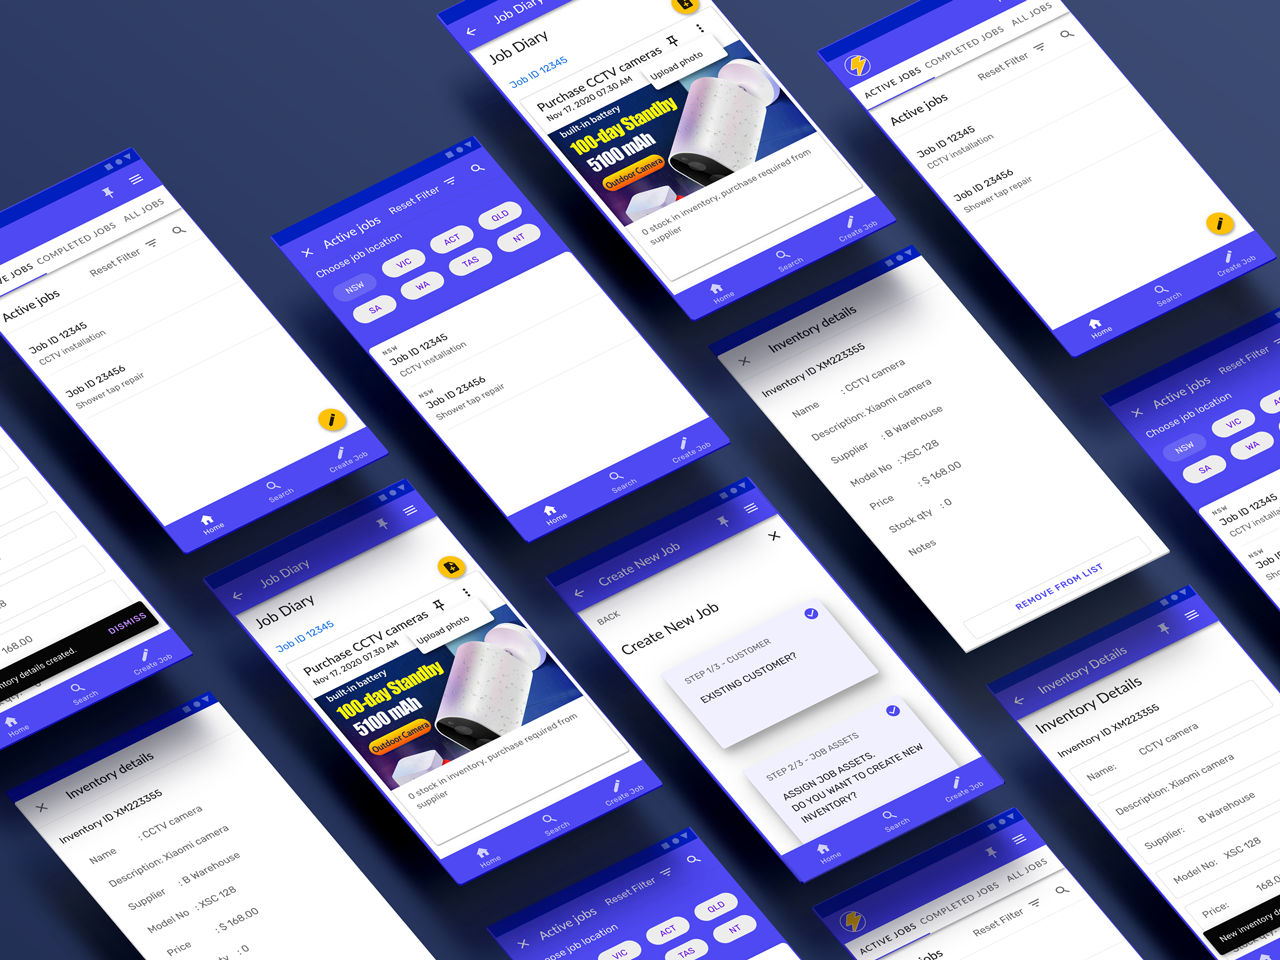 VE JOBS
COMPLETED JOBS
ALL JOBS
Reset Filter
Active jobs
Job ID 12345
CCTV installation
Job ID 23456
Shower tap repair
Home
Search
Create Job
Active jobs
Reset Filter
Choose job location
NSW
VIC
ACT
QLD
SA
WA
TAS
NT
NSW
Job ID 12345
CCTV installation
NSW
Job ID 23456
Shower tap repair
Home
Search
Create Job
Job Diary
Job Diary
Job ID 12345
Purchase CCTV cameras
Nov 17, 2020 07.30 AM
Upload photo
built-in battery
100-day Standby
5100 mAh
Outdoor Camera
0 stock in inventory, purchase required from
supplier
Home
Search
Create Job
ACTIVE JOBS
COMPLETED JOBS
ALL JOBS
Reset Filter
Active jobs
Job ID 12345
CCTV installation
Job ID 23456
Shower tap repair
Home
Search
Create Job
168.00
ntory details created.
DISMISS
Home
Search
Create Job
Job Diary
Job Diary
Job ID 12345
Purchase CCTV cameras
Nov 17, 2020 07.30 AM
Upload photo
built-in battery
100-day Standby
5100 mAh
Outdoor Camera
0 stock in inventory, purchase required from
supplier
Home
Search
Create Job
Inventory details
Inventory ID XM223355
Name : CCTV camera
Description: Xiaomi camera
Supplier : B Warehouse
Model No : XSC 128
Price : $ 168.00
Stock qty : 0
Notes
REMOVE FROM LIST
Active jobs
Reset Filter
Choose job location
NSW
VIC
SA
WA
NSW
Job ID 12345
CCTV installation
NSW
Job ID
Inventory details
Inventory ID XM223355
Name : CCTV camera
Description: Xiaomi camera
Supplier : B Warehouse
Model No : XSC 128
Price : $ 168.00
: 0
Create New Job
BACK
Create New Job
STEP 1/3 - CUSTOMER
EXISTING CUSTOMER?
STEP 2/3 - JOB ASSETS
ASSIGN JOB ASSETS.
DO YOU WANT TO CREATE NEW
INVENTORY?
Home
Search
Create Job
Inventory Details
Inventory Details
Inventory ID XM223355
Name: CCTV camera
Description: Xiaomi camera
Supplier: B Warehouse
Model No: XSC 128
Price: 168.0
New inventory de
Active jobs
Reset Filter
ose job location
VIC
ACT
QLD
TAS
NT
ACTIVE JOBS
COMPLETED JOBS
ALL JOBS
Reset Filter
jobs